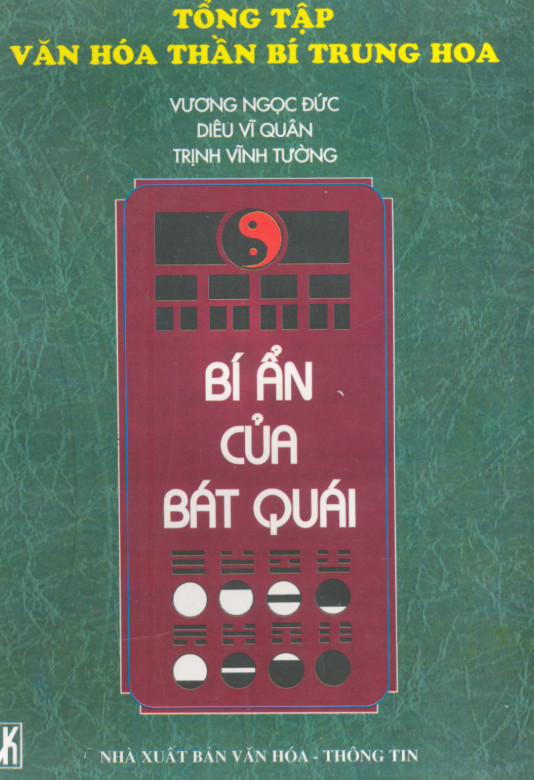 TỔNG TẬP
VĂN HÓA THẦN BÍ TRUNG HOA
VƯƠNG NGỌC ĐỨC
DIÊU VĨ QUÂN
TRỊNH VĨNH TƯỜNG
BÍ ẨN
CỦA
BÁT QUÁI
NHÀ XUẤT BẢN VĂN HÓA - THÔNG TIN